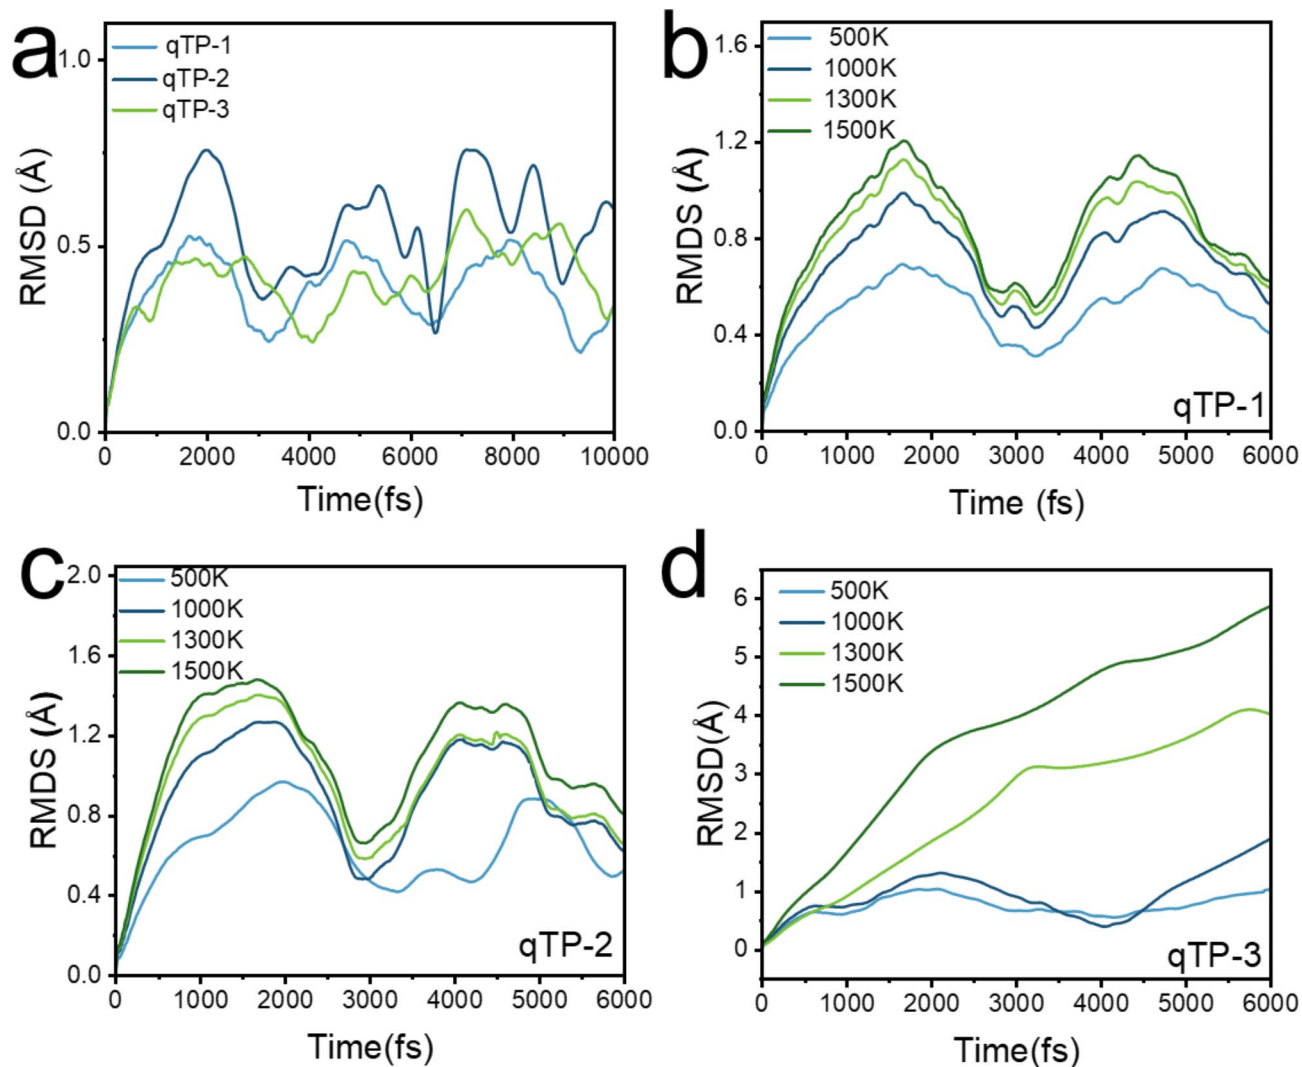 a
qTP-1
qTP-2
qTP-3
RMSD (Å)
1.0
0.5
0.0
0 2000 4000 6000 8000 10000
Time(fs)
b
500K
1000K
1300K
1500K
RMDS (Å)
1.6
1.2
0.8
0.4
0.0
qTP-1
0 1000 2000 3000 4000 5000 6000
Time (fs)
c
500K
1000K
1300K
1500K
RMDS (Å)
2.0
1.6
1.2
0.8
0.4
0.0
qTP-2
0 1000 2000 3000 4000 5000 6000
Time(fs)
d
500K
1000K
1300K
1500K
RMSD(Å)
6
5
4
3
2
1
0
qTP-3
0 1000 2000 3000 4000 5000 6000
Time(fs)